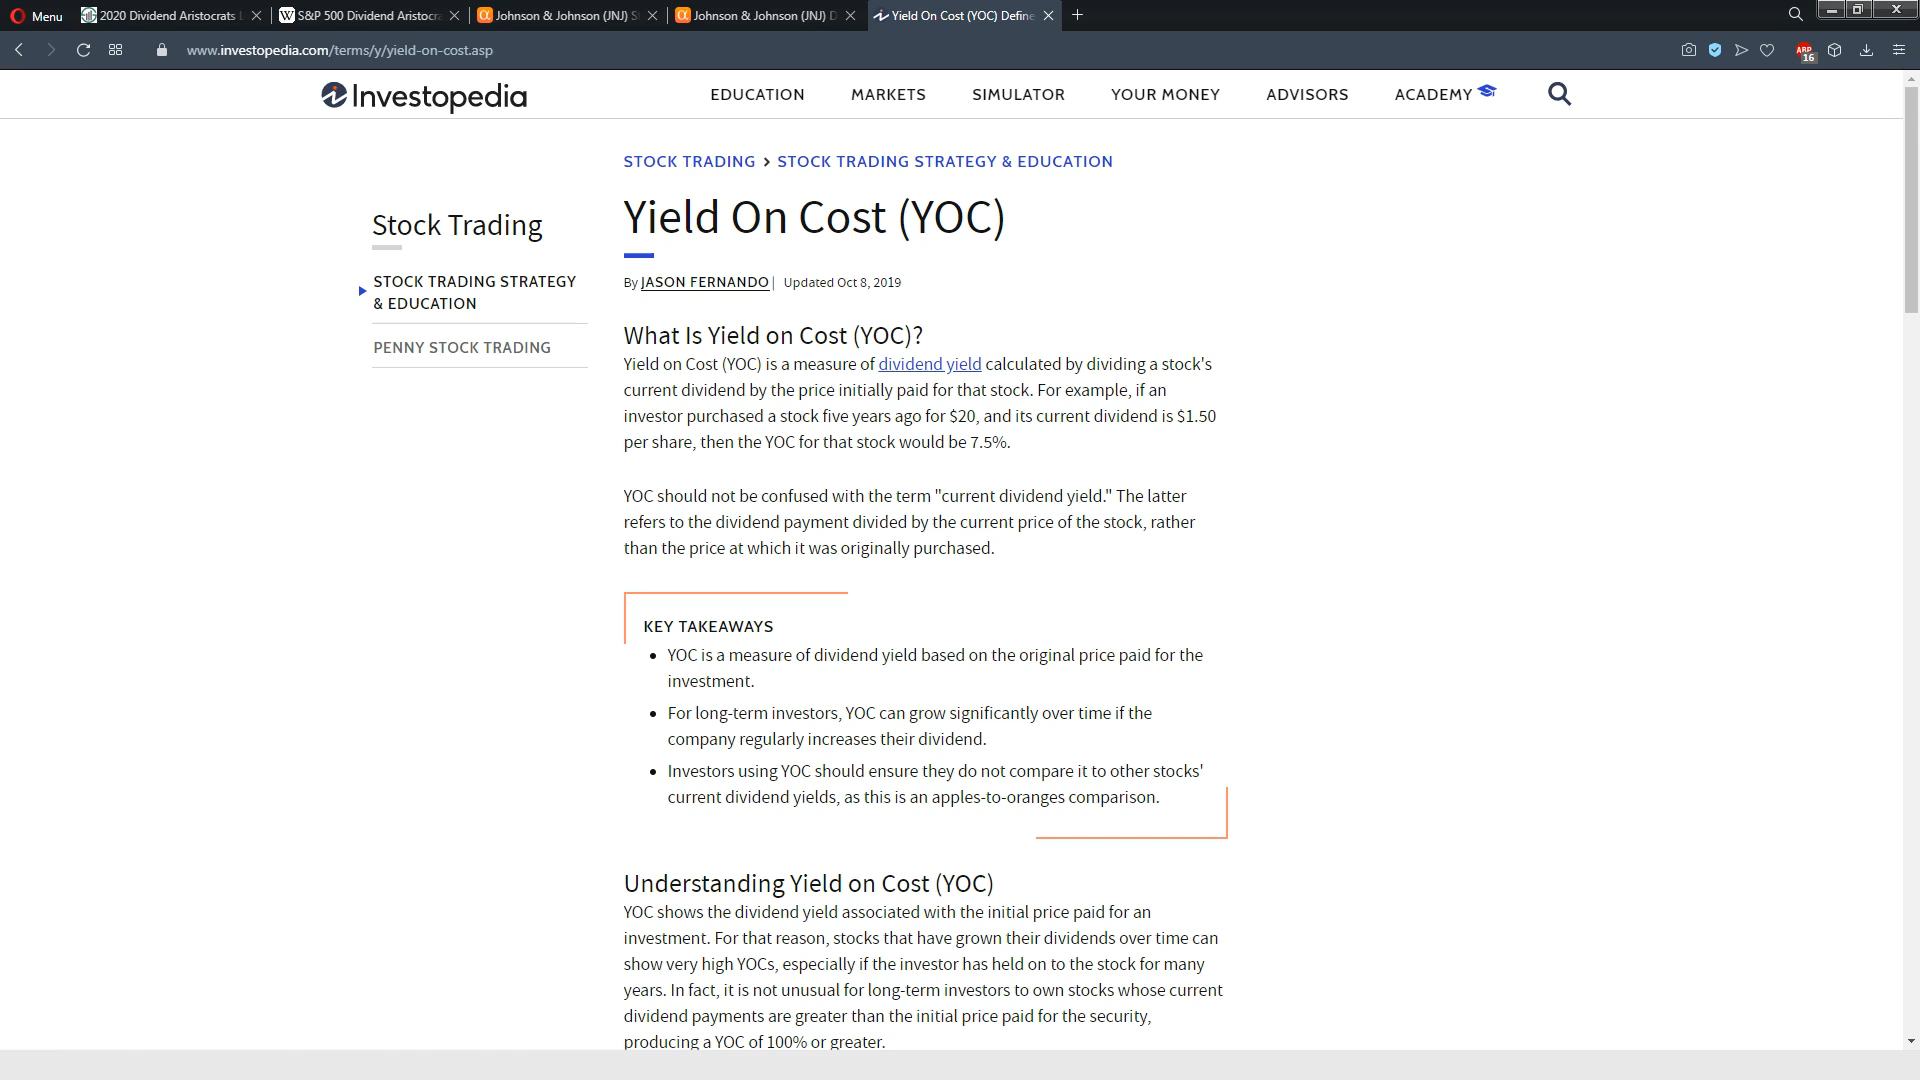 Menu
2020 Dividend Aristocrats
S&P 500 Dividend Aristocra
Johnson & Johnson (JNJ) S
Johnson & Johnson (JNJ) D
Yield On Cost (YOC) Define
www.investopedia.com/terms/y/yield-on-cost.asp
ABP
16
Investopedia
EDUCATION
MARKETS
SIMULATOR
YOUR MONEY
ADVISORS
ACADEMY
STOCK TRADING > STOCK TRADING STRATEGY & EDUCATION
Stock Trading
STOCK TRADING STRATEGY
& EDUCATION
PENNY STOCK TRADING
Yield On Cost (YOC)
By JASON FERNANDO | Updated Oct 8, 2019
What Is Yield on Cost (YOC)?
Yield on Cost (YOC) is a measure of dividend yield calculated by dividing a stock's
current dividend by the price initially paid for that stock. For example, if an
investor purchased a stock five years ago for $20, and its current dividend is $1.50
per share, then the YOC for that stock would be 7.5%.
YOC should not be confused with the term "current dividend yield." The latter
refers to the dividend payment divided by the current price of the stock, rather
than the price at which it was originally purchased.
KEY TAKEAWAYS
• YOC is a measure of dividend yield based on the original price paid for the
investment.
• For long-term investors, YOC can grow significantly over time if the
company regularly increases their dividend.
• Investors using YOC should ensure they do not compare it to other stocks'
current dividend yields, as this is an apples-to-oranges comparison.
Understanding Yield on Cost (YOC)
YOC shows the dividend yield associated with the initial price paid for an
investment. For that reason, stocks that have grown their dividends over time can
show very high YOCs, especially if the investor has held on to the stock for many
years. In fact, it is not unusual for long-term investors to own stocks whose current
dividend payments are greater than the initial price paid for the security,
producing a YOC of 100% or greater.